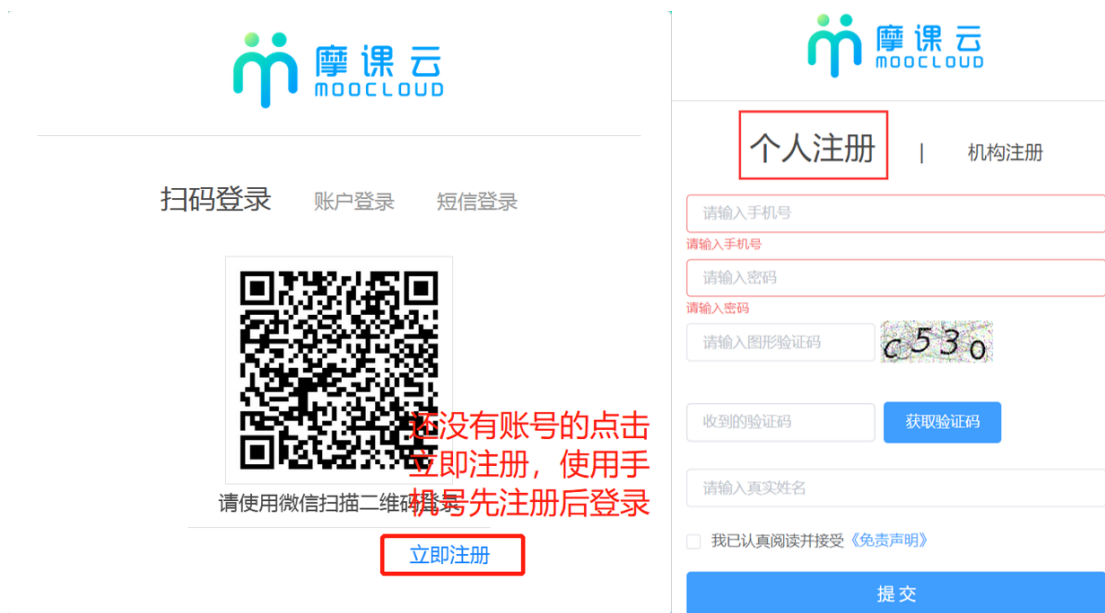 摩课云
MOOCLOUD
扫码登录 账户登录 短信登录
还没有账号的点击
立即注册，使用手
机号先注册后登录
请使用微信扫描二维码登录
立即注册
摩课云
MOOCLOUD
个人注册 | 机构注册
请输入手机号
请输入手机号
请输入密码
请输入密码
请输入图形验证码 c530
收到的验证码 获取验证码
请输入真实姓名
我已认真阅读并接受《免责声明》
提交